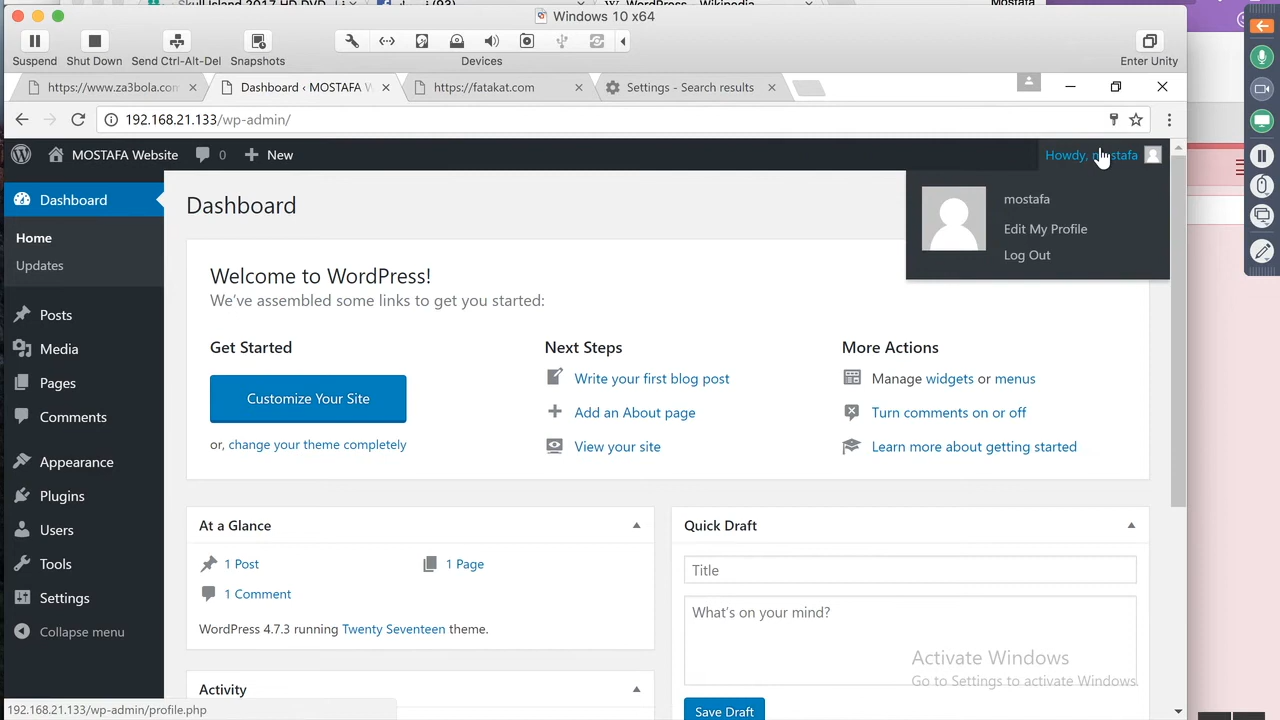 Windows 10 x64
Suspend
Shut Down
Send Ctrl-Alt-Del
Snapshots
Devices
Enter Unity
https://www.za3bola.com
Dashboard ‹ MOSTAFA W
https://fatakat.com
Settings - Search results
192.168.21.133/wp-admin/
MOSTAFA Website
0
New
Howdy, mostafa
mostafa
Edit My Profile
Log Out
Dashboard
Home
Updates
Posts
Media
Pages
Comments
Appearance
Plugins
Users
Tools
Settings
Collapse menu
Dashboard
Welcome to WordPress!
We've assembled some links to get you started:
Get Started
Customize Your Site
or, change your theme completely
Next Steps
Write your first blog post
Add an About page
View your site
More Actions
Manage widgets or menus
Turn comments on or off
Learn more about getting started
At a Glance
1 Post
1 Page
1 Comment
WordPress 4.7.3 running Twenty Seventeen theme.
Activity
Quick Draft
Title
What's on your mind?
Save Draft
Activate Windows
Go to Settings to activate Windows.
192.168.21.133/wp-admin/profile.php